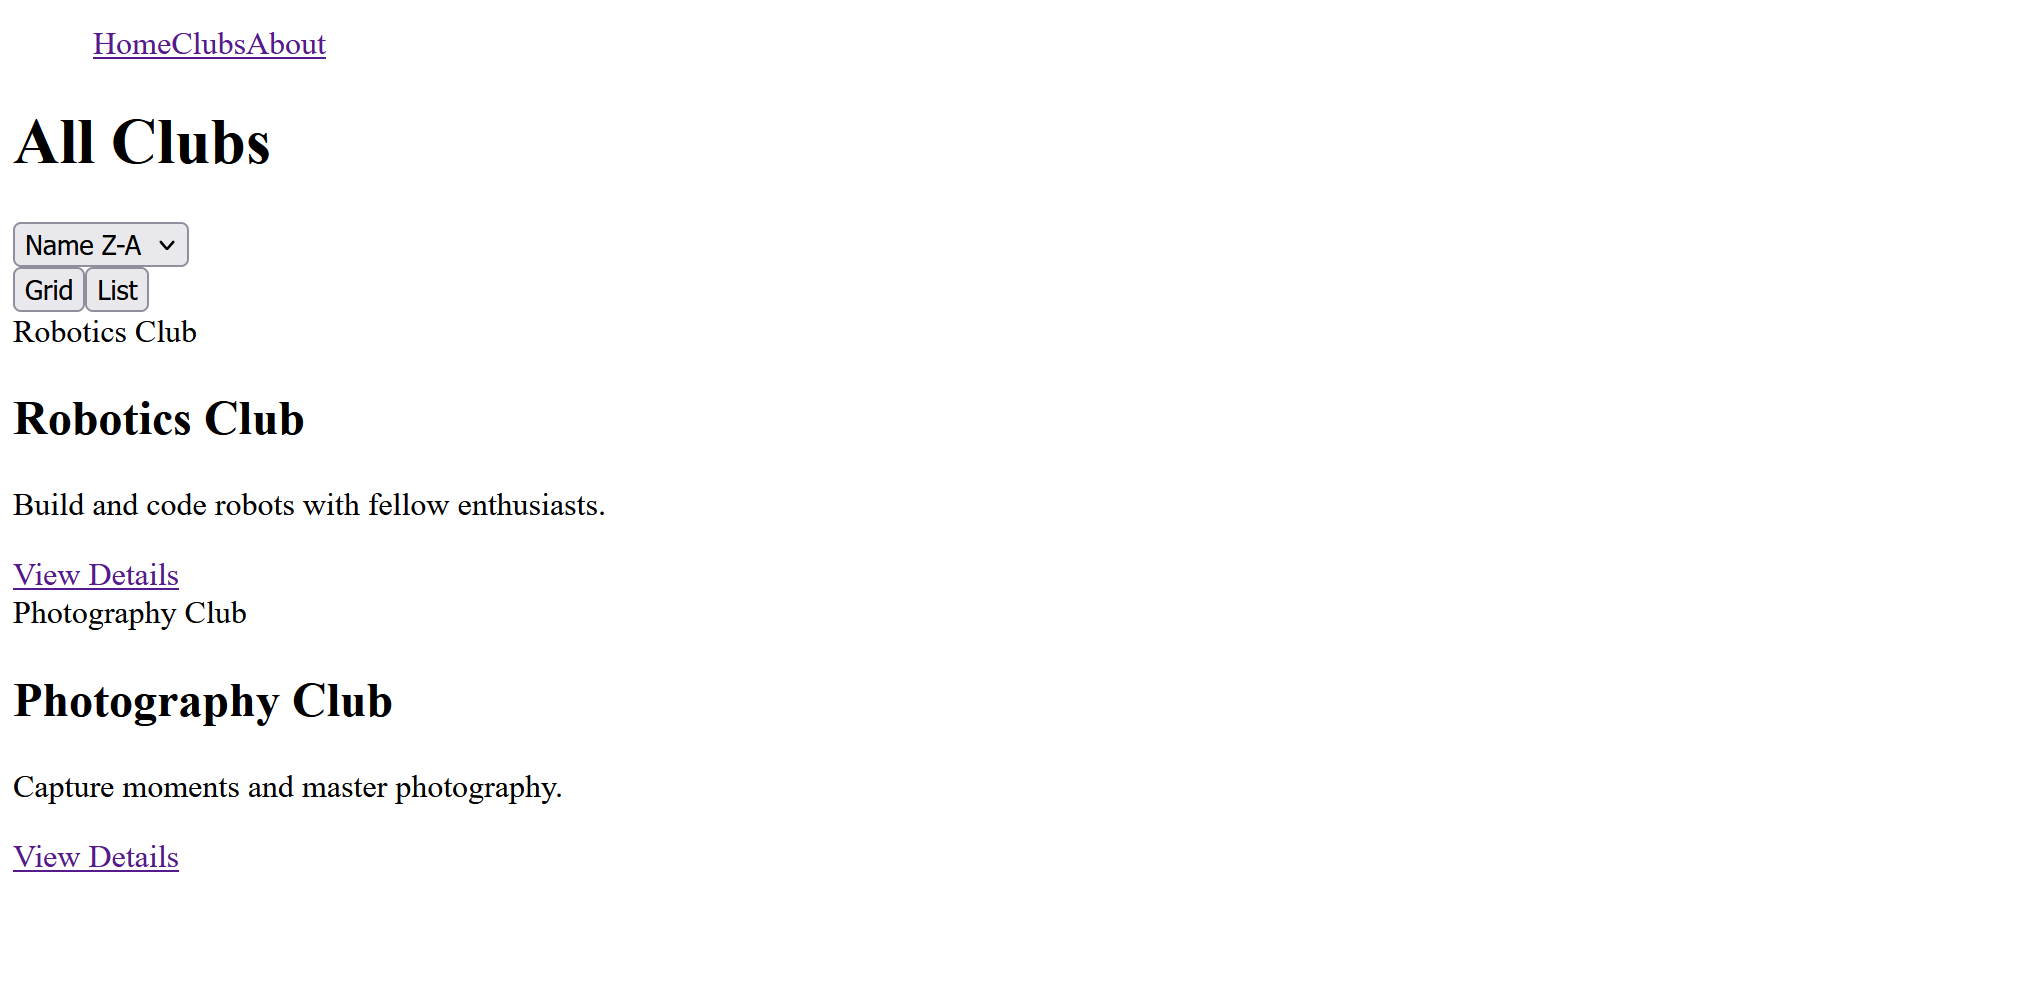 HomeClubsAbout
All Clubs
Name Z-A
Grid List
Robotics Club
Robotics Club
Build and code robots with fellow enthusiasts.
View Details
Photography Club
Photography Club
Capture moments and master photography.
View Details